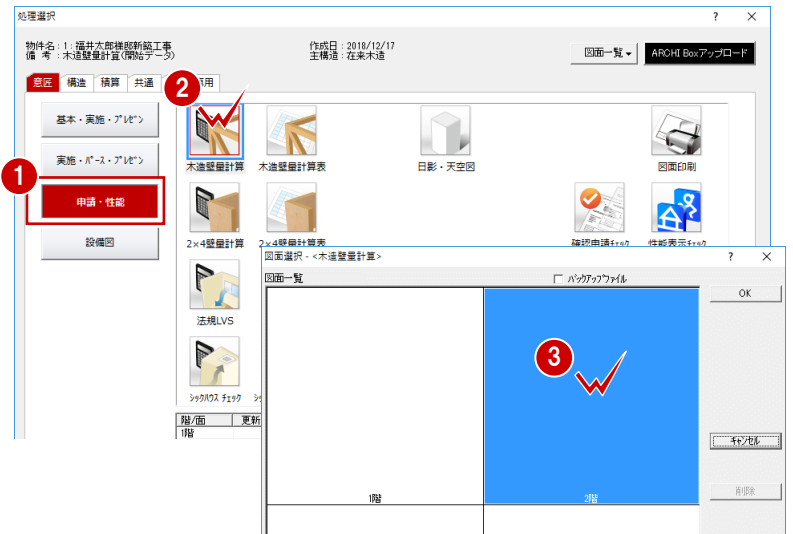 処理選択
? ×
物件名：1：福井太郎様邸新築工事
備 考：木造壁量計算(開始データ)
作成日：2018/12/17
主構造：在来木造
図面一覧
ARCHI Boxアップロード
意匠 構造 積算 共通 用
2
基本・実施・ﾌﾟﾚｾﾞﾝ
木造壁量計算
木造壁量計算表
日影・天空図
図面印刷
実施・ﾊﾟｰｽ・ﾌﾟﾚｾﾞﾝ
1
申請・性能
2×4壁量計算
2×4壁量計算表
確認申請ﾁｪｯｸ
性能表示ﾁｪｯｸ
設備図
法規LVS
ｼｯｸﾊｳｽ ﾁｪｯｸ
階/面 更新
1階
図面選択 - <木造壁量計算>
? ×
図面一覧
ﾊﾞｯｸｱｯﾌﾟﾌｧｲﾙ
OK
3
ｷｬﾝｾﾙ
削除
1階
2階